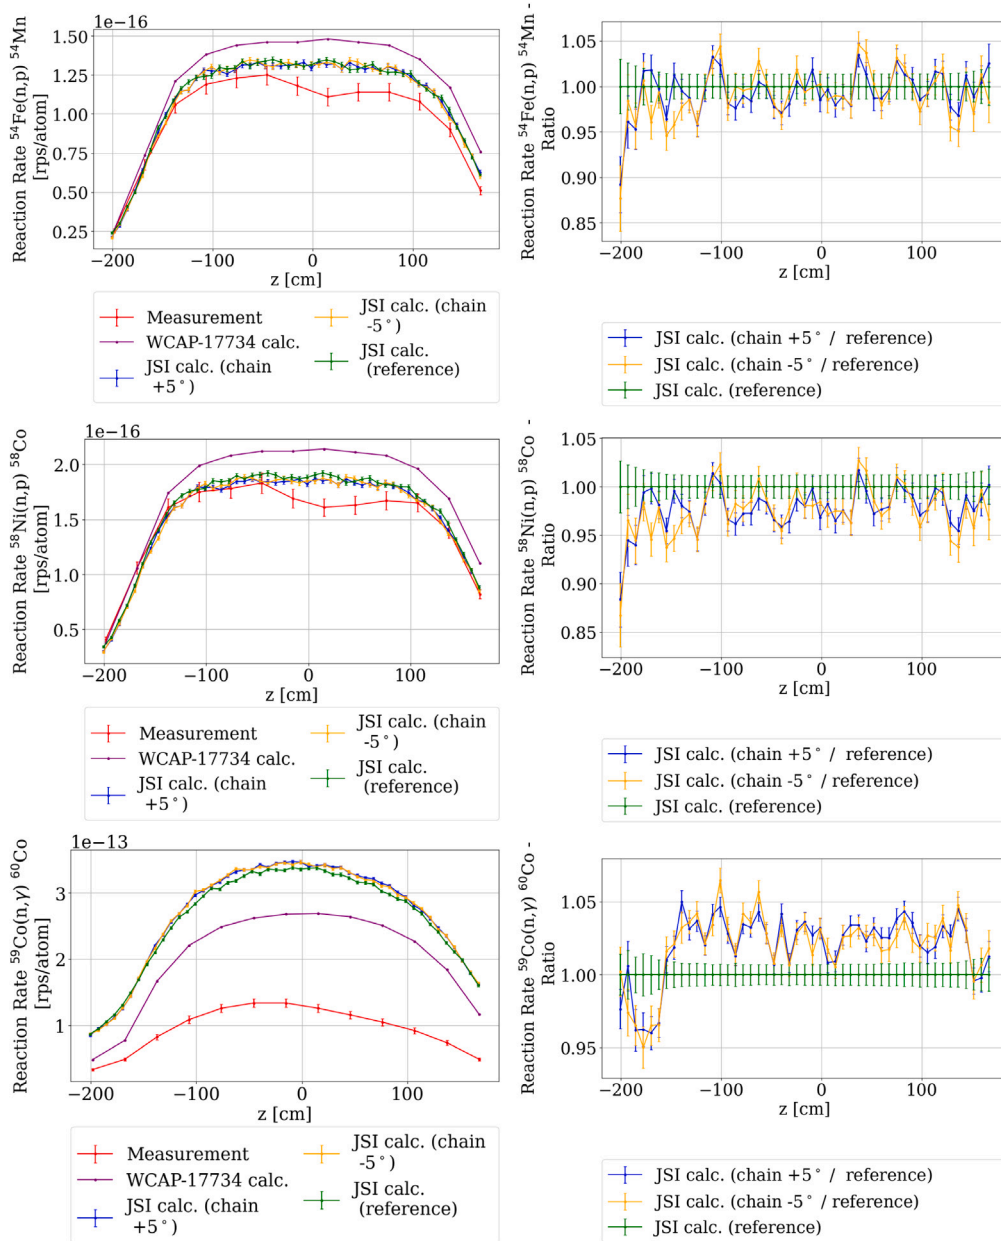 1e−16
Reaction Rate ⁵⁴Fe(n,p) ⁵⁴Mn
[rps/atom]
1.50
1.25
1.00
0.75
0.50
0.25
−200 −100 0 100
z [cm]
Measurement
WCAP-17734 calc.
JSI calc. (chain
+5°)
JSI calc. (chain
-5°)
JSI calc.
(reference)
Reaction Rate ⁵⁴Fe(n,p) ⁵⁴Mn -
Ratio
1.05
1.00
0.95
0.90
0.85
−200 −100 0 100
z [cm]
JSI calc. (chain +5° / reference)
JSI calc. (chain -5° / reference)
JSI calc. (reference)
1e−16
Reaction Rate ⁵⁸Ni(n,p) ⁵⁸Co
[rps/atom]
2.0
1.5
1.0
0.5
−200 −100 0 100
z [cm]
Measurement
WCAP-17734 calc.
JSI calc. (chain
+5°)
JSI calc. (chain
-5°)
JSI calc.
(reference)
Reaction Rate ⁵⁸Ni(n,p) ⁵⁸Co -
Ratio
1.05
1.00
0.95
0.90
0.85
−200 −100 0 100
z [cm]
JSI calc. (chain +5° / reference)
JSI calc. (chain -5° / reference)
JSI calc. (reference)
1e−13
Reaction Rate ⁵⁹Co(n,γ) ⁶⁰Co
[rps/atom]
3
2
1
−200 −100 0 100
z [cm]
Measurement
WCAP-17734 calc.
JSI calc. (chain
+5°)
JSI calc. (chain
-5°)
JSI calc.
(reference)
Reaction Rate ⁵⁹Co(n,γ) ⁶⁰Co -
Ratio
1.05
1.00
0.95
−200 −100 0 100
z [cm]
JSI calc. (chain +5° / reference)
JSI calc. (chain -5° / reference)
JSI calc. (reference)